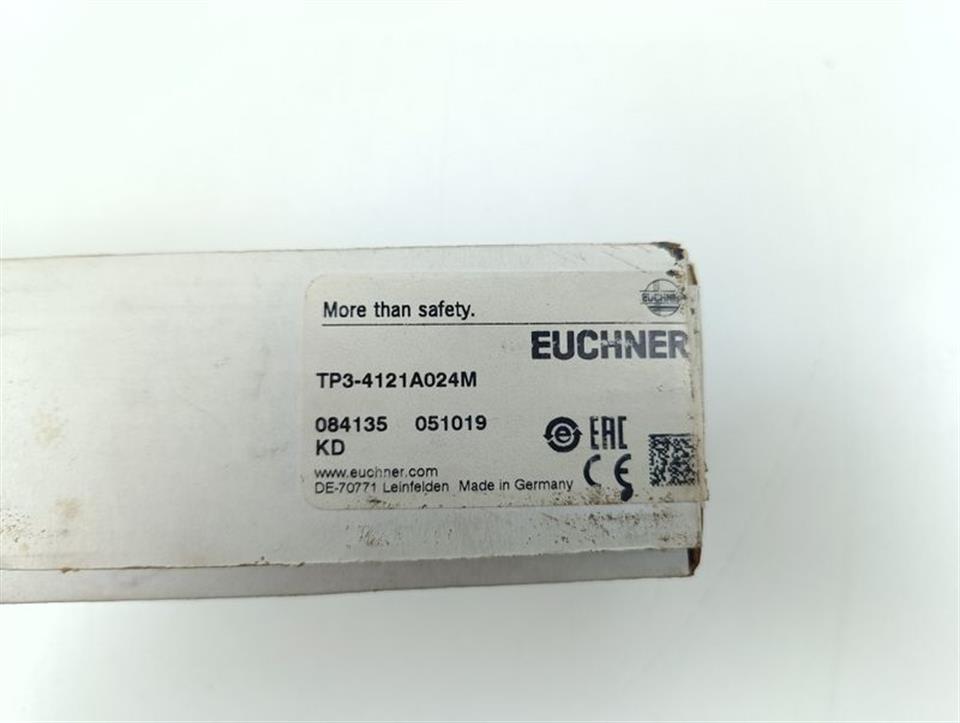 More than safety.
EUCHNER
EUCHNER
TP3-4121A024M
084135 051019
KD
e EAC
CE
www.euchner.com
DE-70771 Leinfelden Made in Germany